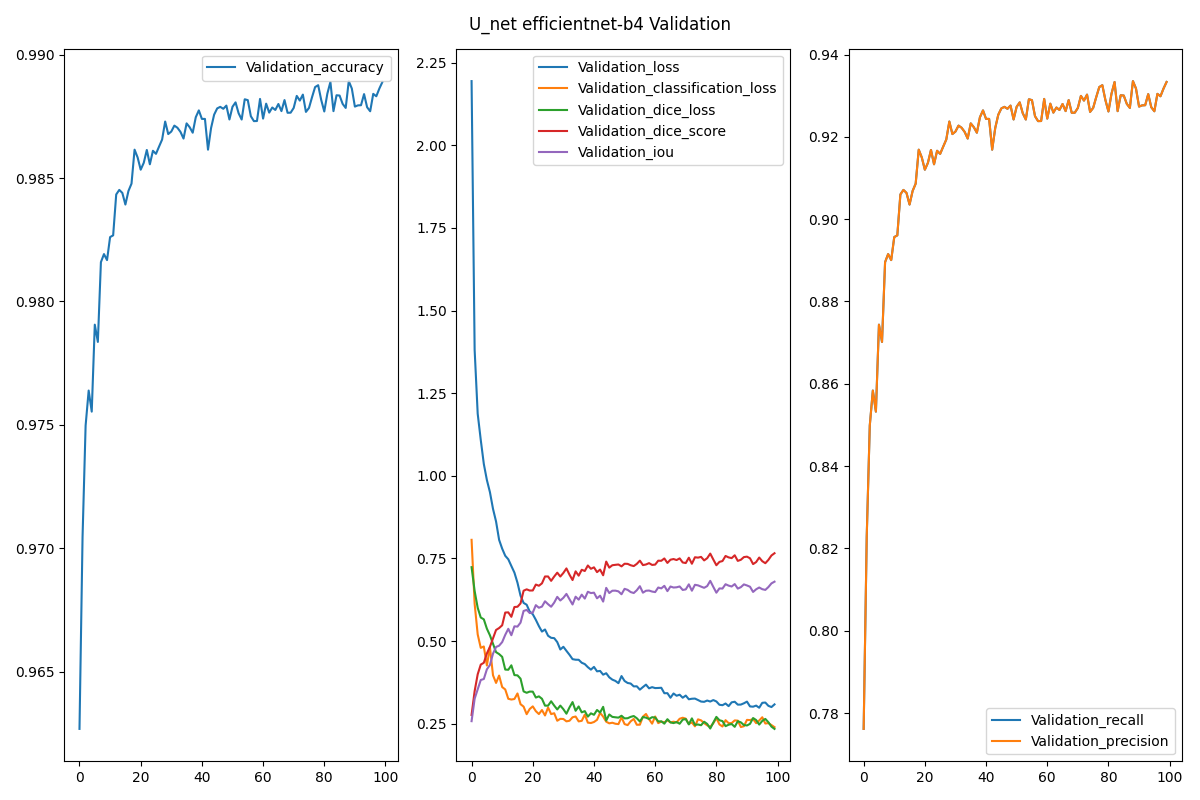 U_net efficientnet-b4 Validation
0.990
0.985
0.980
0.975
0.970
0.965
0 20 40 60 80 100
Validation_accuracy
2.25
2.00
1.75
1.50
1.25
1.00
0.75
0.50
0.25
0 20 40 60 80 100
Validation_loss
Validation_classification_loss
Validation_dice_loss
Validation_dice_score
Validation_iou
0.94
0.92
0.90
0.88
0.86
0.84
0.82
0.80
0.78
0 20 40 60 80 100
Validation_recall
Validation_precision